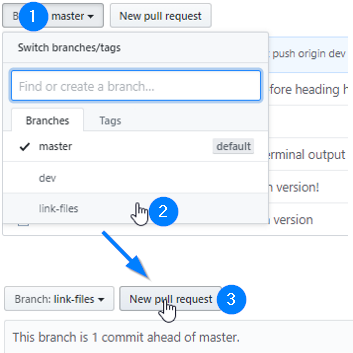 B 1 master New pull request
Switch branches/tags
push origin dev
Find or create a branch...
efore heading h
Branches Tags
master default
erminal output
dev
n version!
link-files 2
n version
Branch: link-files New pull request 3
This branch is 1 commit ahead of master.